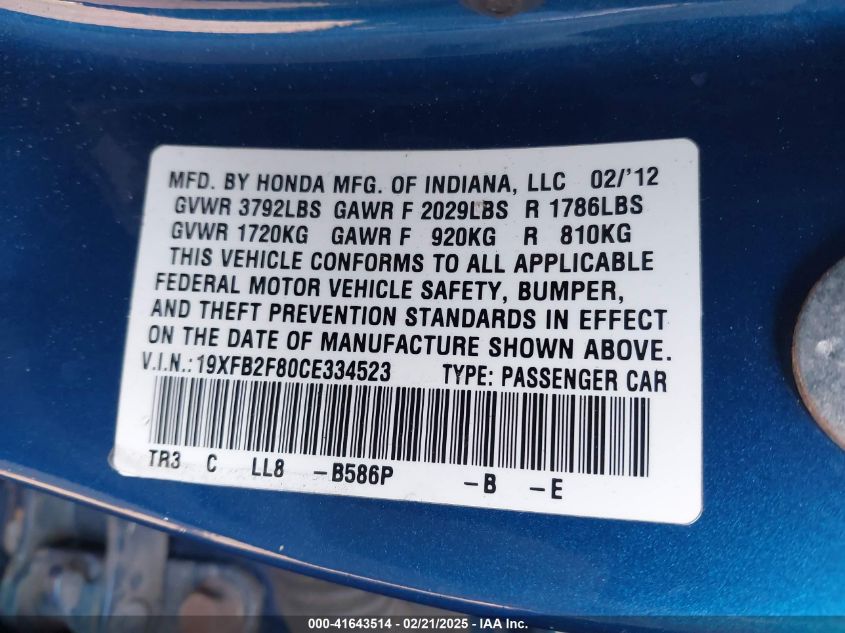 MFD. BY HONDA MFG. OF INDIANA, LLC 02/'12
GVWR 3792LBS GAWR F 2029LBS R 1786LBS
GVWR 1720KG GAWR F 920KG R 810KG
THIS VEHICLE CONFORMS TO ALL APPLICABLE
FEDERAL MOTOR VEHICLE SAFETY, BUMPER,
AND THEFT PREVENTION STANDARDS IN EFFECT
ON THE DATE OF MANUFACTURE SHOWN ABOVE.
V.I.N.: 19XFB2F80CE334523 TYPE: PASSENGER CAR
TR3 C LL8 -B586P -B -E
000-41643514 — 02/21/2025 — IAA Inc.